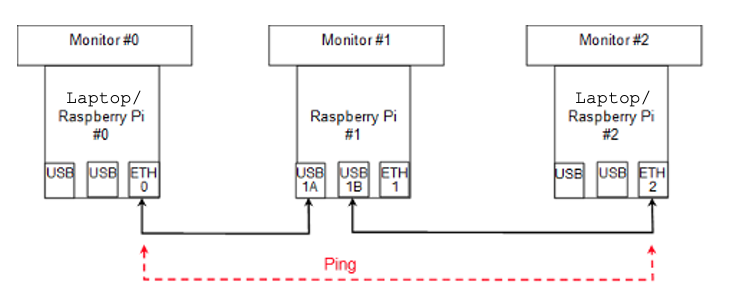 Monitor #0
Monitor #1
Monitor #2
Laptop/
Raspberry Pi
#0
Raspberry Pi
#1
Laptop/
Raspberry Pi
#2
USB
USB
ETH
0
USB
1A
USB
1B
ETH
1
USB
USB
ETH
2
Ping